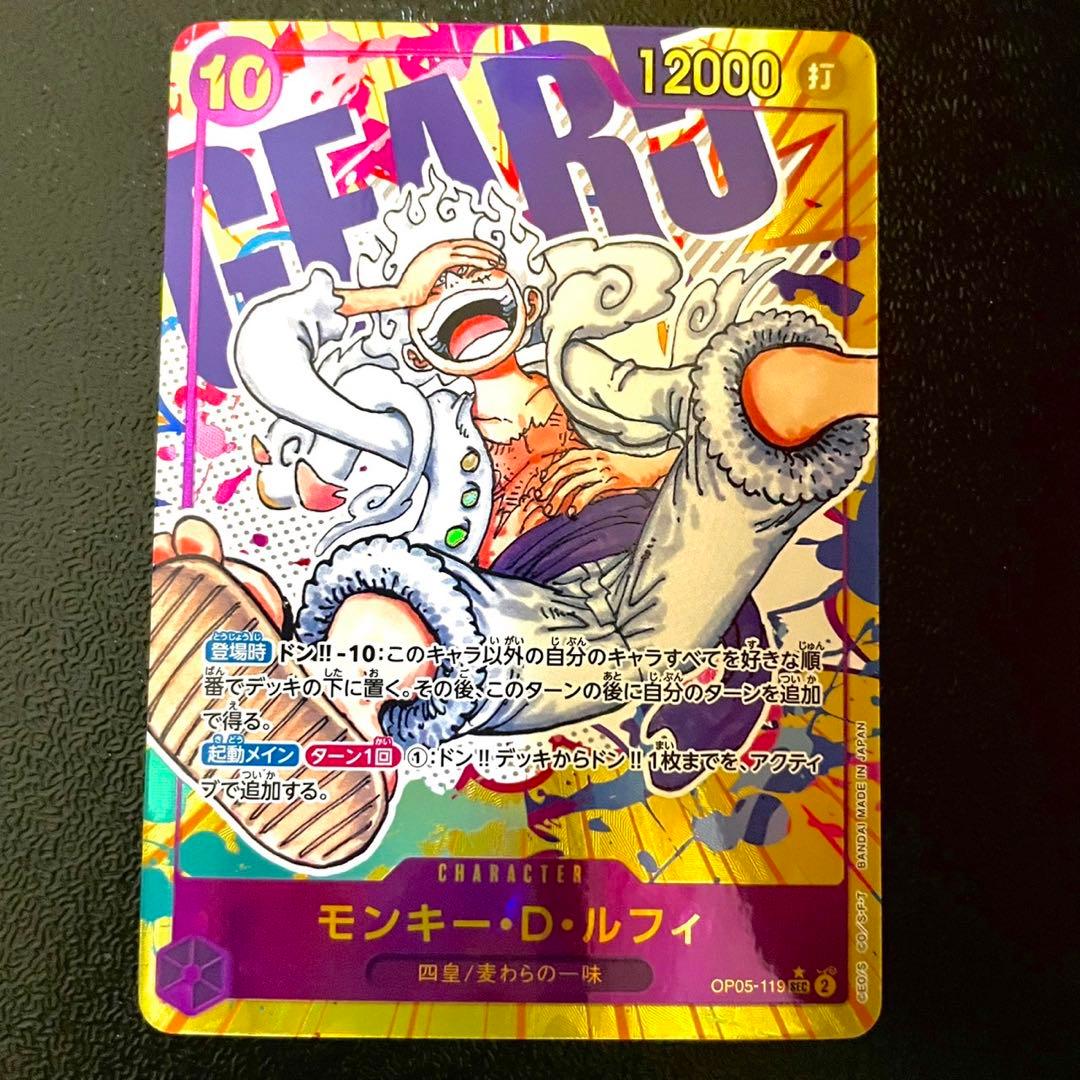 10
12000 打
GEAR5
登場時 ドン!!-10:このキャラ以外の自分のキャラすべてを好きな順
番でデッキの下に置く。その後、このターンの後に自分のターンを追加
で得る。
起動メイン ターン1回 ①:ドン!!デッキからドン!!1枚までを、アクティ
ブで追加する。
CHARACTER
モンキー・D・ルフィ
四皇/麦わらの一味
OP05-119 ★ SEC 2
BANDAI MADE IN JAPAN